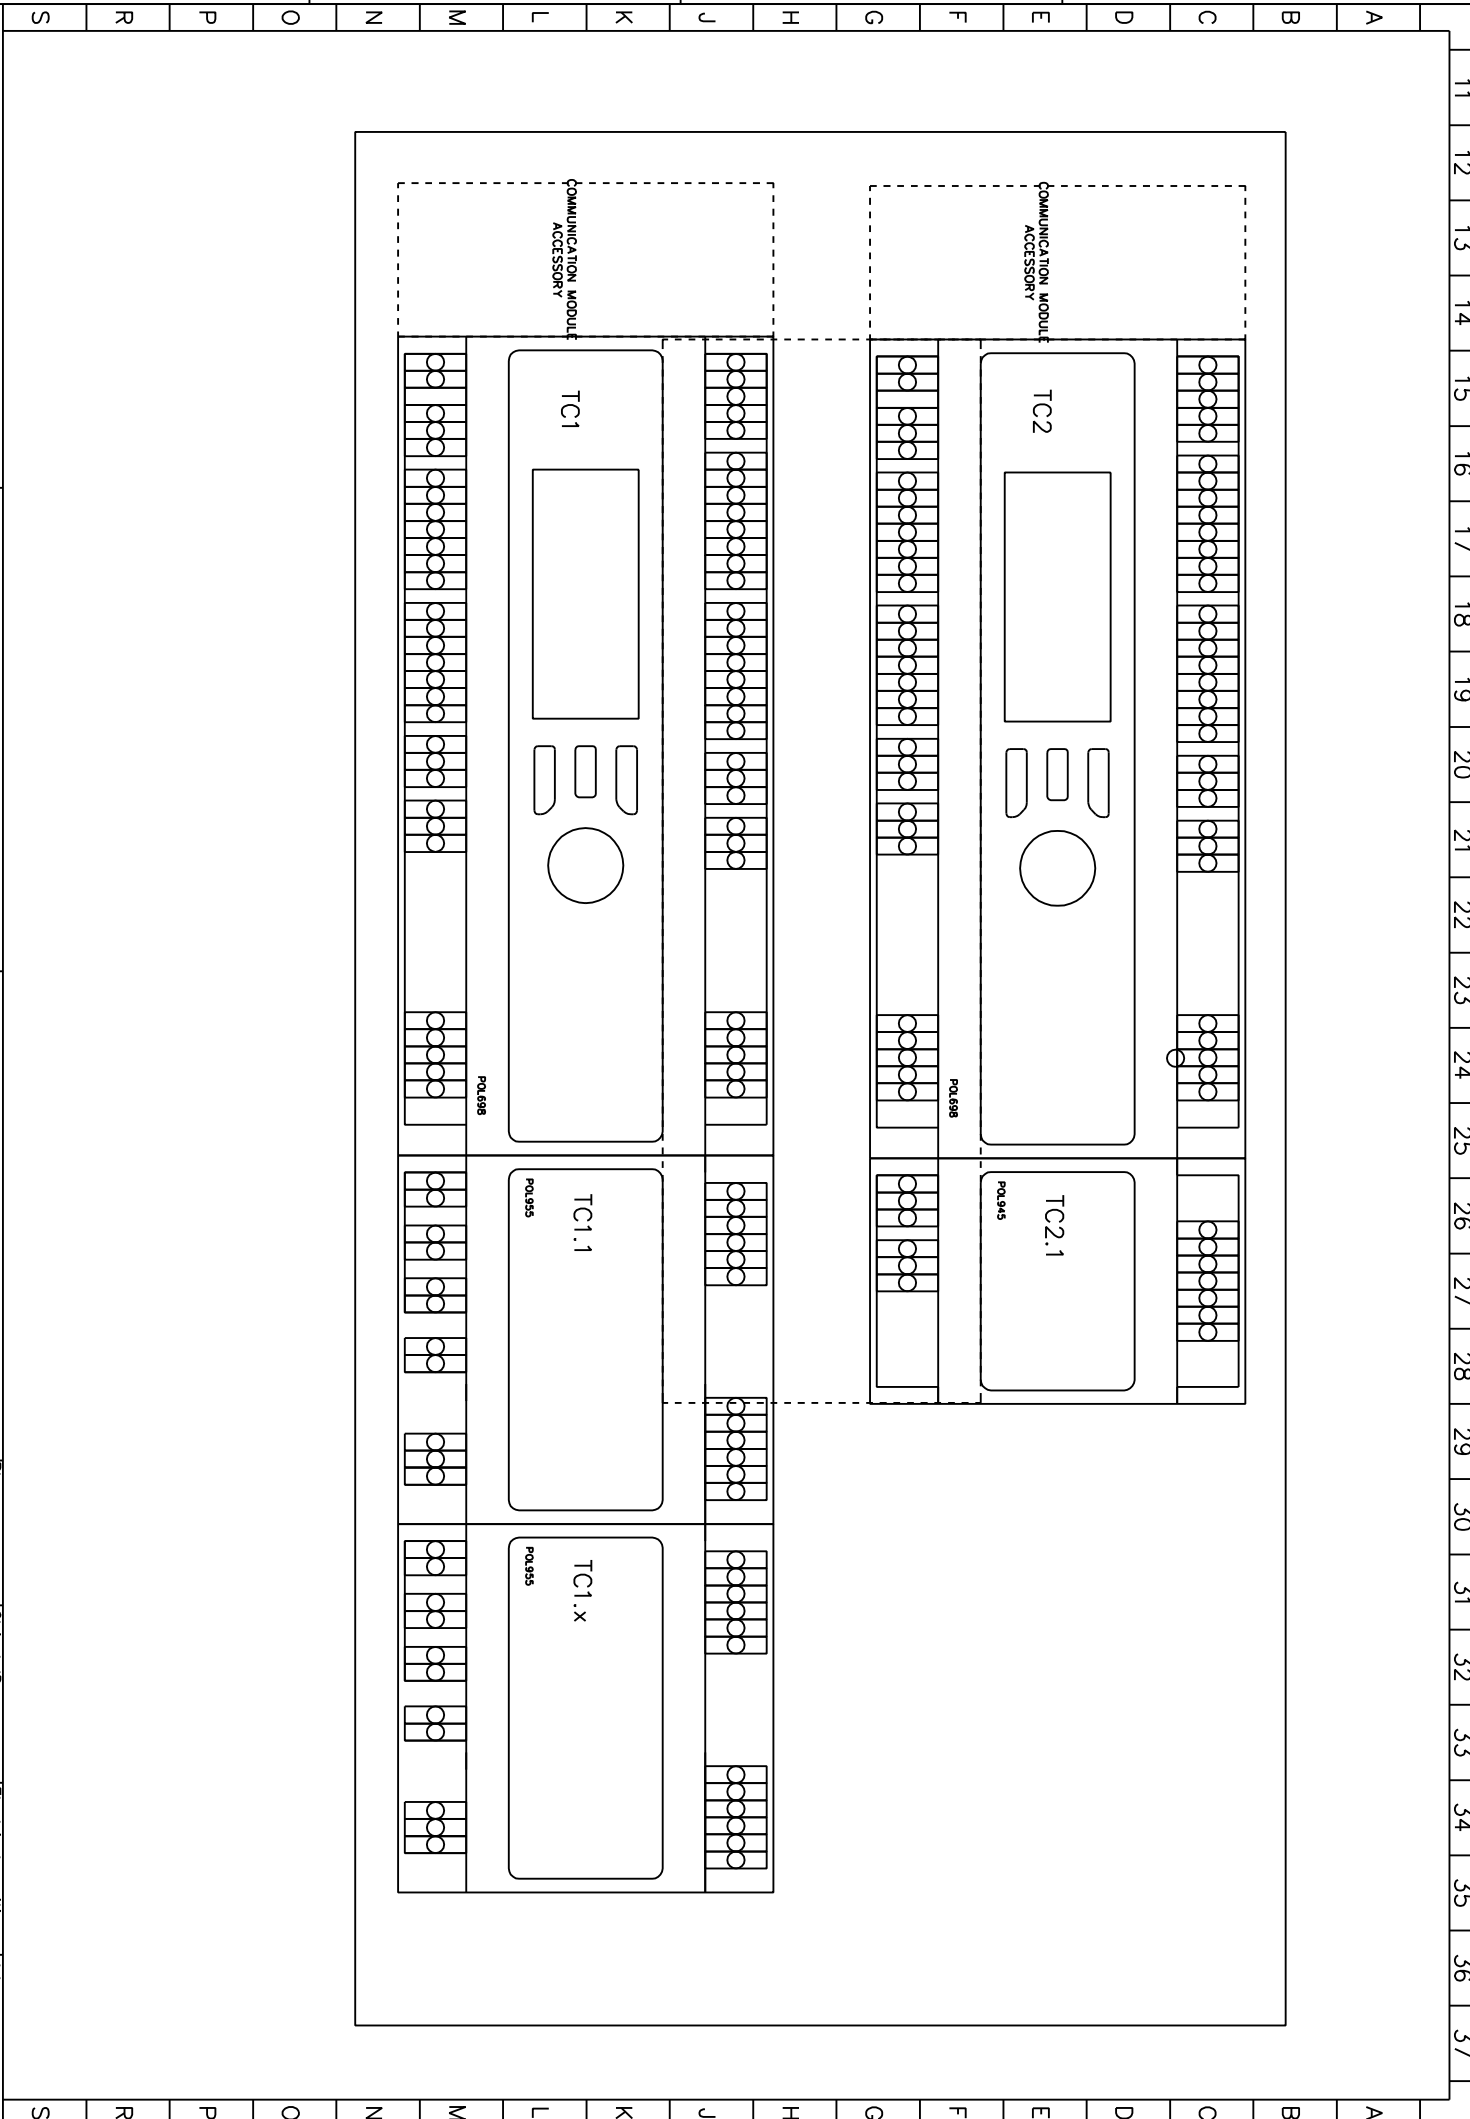 11
12
13
14
15
16
17
18
19
20
21
22
23
24
25
26
27
28
29
30
31
32
33
34
35
36
37
A
B
C
D
E
F
G
H
J
K
L
M
N
O
P
R
S
COMMUNICATION MODULE
ACCESSORY
TC2
POL698
TC2.1
POL945
COMMUNICATION MODULE
ACCESSORY
TC1
POL698
TC1.1
POL955
TC1.x
POL955
A
B
C
D
E
F
G
H
J
K
L
M
N
O
P
R
S